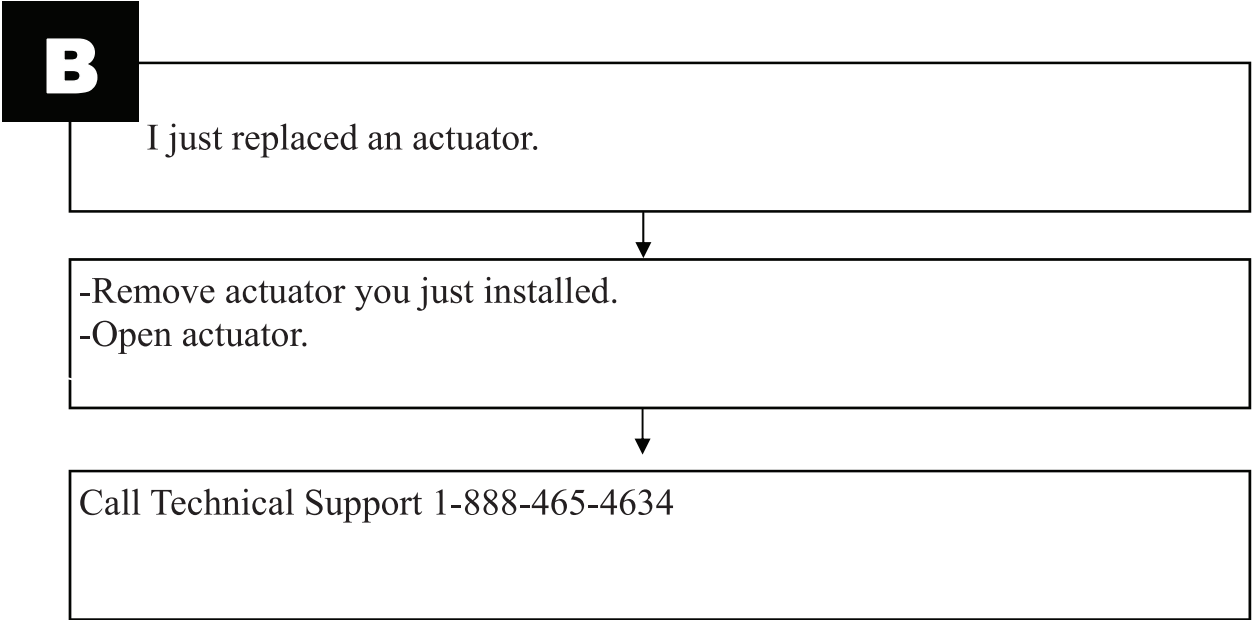 B
I just replaced an actuator.
-Remove actuator you just installed.
-Open actuator.
Call Technical Support 1-888-465-4634